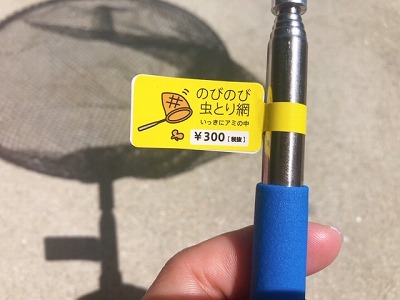 のびのび
虫とり網
いっきにアミの中
¥300[税抜]